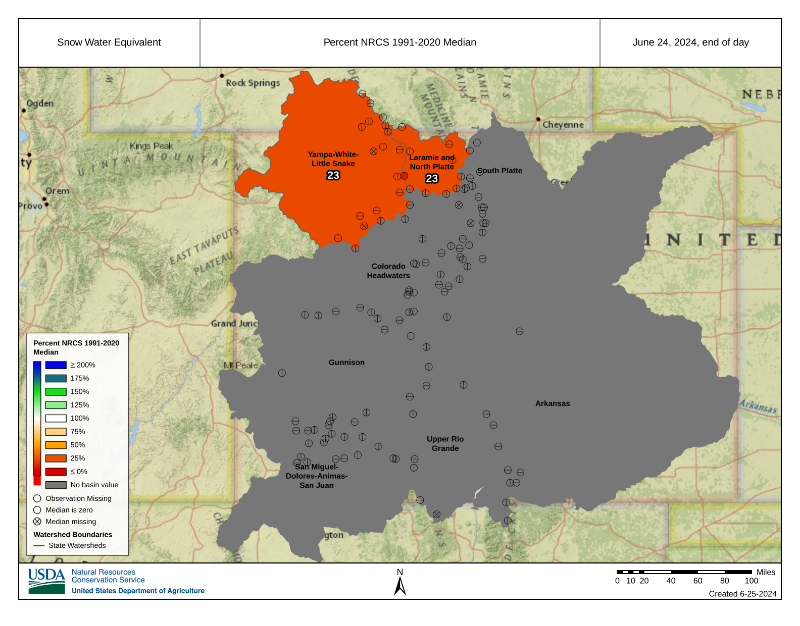 Snow Water Equivalent
Percent NRCS 1991-2020 Median
June 24, 2024, end of day
Rock Springs
Ogden
Kings Peak
UINTA MOUNTAINS
Orem
Provo
EAST TAVAPUTS
PLATEAU
Grand Junc
Mt Peale
MEDICINE
Cheyenne
NEBR
UNITED
Arkansas
gton
Yampa-White-
Little Snake
23
Laramie and
North Platte
23
South Platte
Colorado
Headwaters
Gunnison
Arkansas
Upper Rio
Grande
San Miguel-
Dolores-Animas-
San Juan
Percent NRCS 1991-2020
Median
≥ 200%
175%
150%
125%
100%
75%
50%
25%
≤ 0%
No basin value
Observation Missing
Median is zero
Median missing
Watershed Boundaries
State Watersheds
USDA
Natural Resources
Conservation Service
United States Department of Agriculture
N
Miles
0 10 20 40 60 80 100
Created 6-25-2024